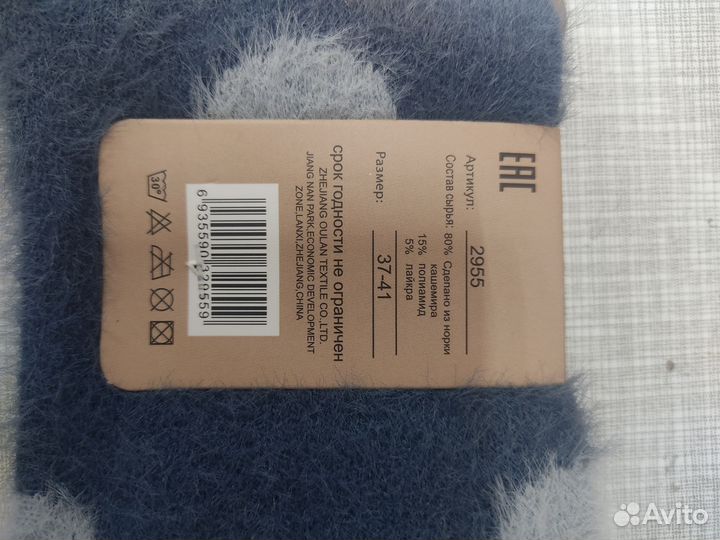 EAC
Артикул: 2955
Состав сырья: 80% Сделано из норки
кашемира
15% полиамид
5% лайкра
Размер: 37-41
срок годности не ограничен
ZHEJIANG OULAN TEXTILE CO.,LTD.
JIANG NAN PARK,ECONOMIC DEVELOPMENT
ZONE,LANXI,ZHEJIANG,CHINA
30°
Avito